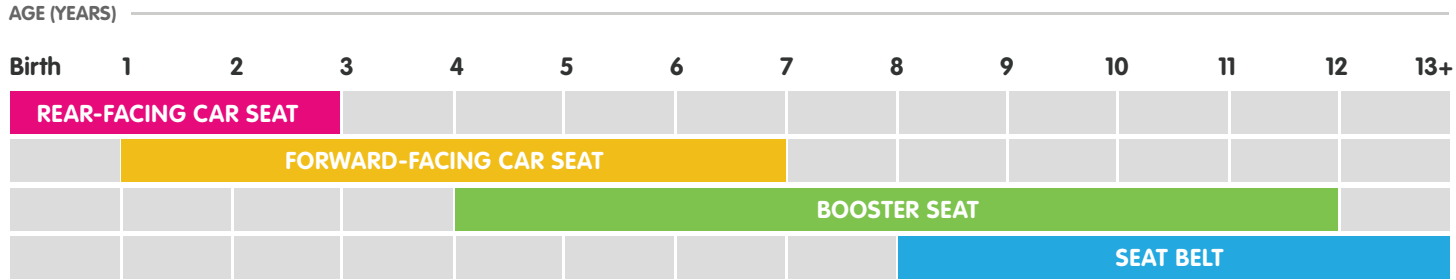 AGE (YEARS)
Birth 1 2 3 4 5 6 7 8 9 10 11 12 13+
REAR-FACING CAR SEAT
FORWARD-FACING CAR SEAT
BOOSTER SEAT
SEAT BELT